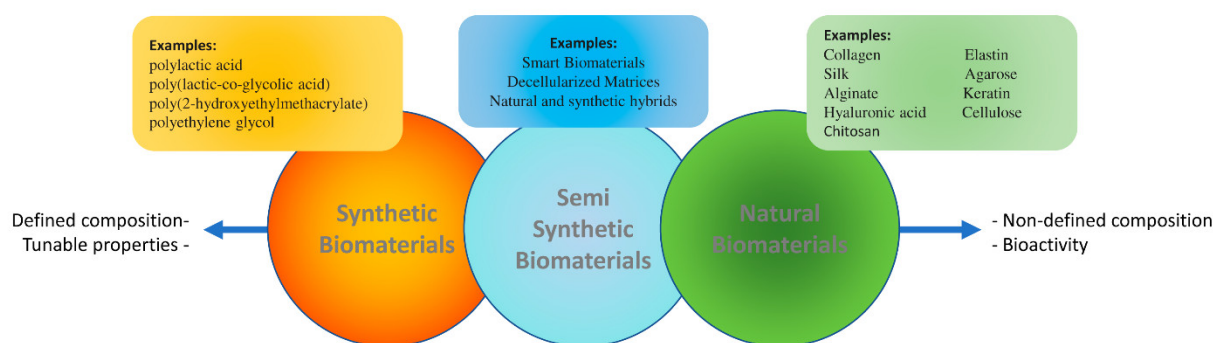 Examples:
polylactic acid
poly(lactic-co-glycolic acid)
poly(2-hydroxyethylmethacrylate)
polyethylene glycol
Examples:
Smart Biomaterials
Decellularized Matrices
Natural and synthetic hybrids
Examples:
Collagen Elastin
Silk Agarose
Alginate Keratin
Hyaluronic acid Cellulose
Chitosan
Defined composition-
Tunable properties -
Synthetic
Biomaterials
Semi
Synthetic
Biomaterials
Natural
Biomaterials
- Non-defined composition
- Bioactivity